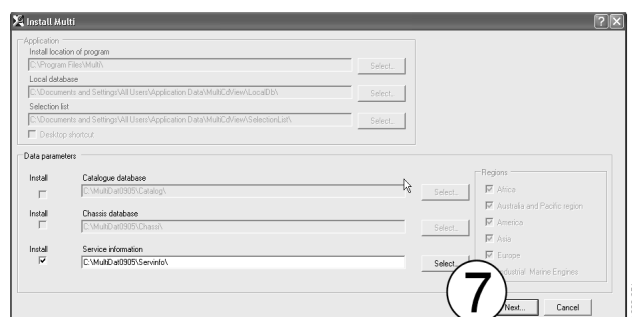 Install Multi
Application
Install location of program
C:\Program Files\Multi\
Select...
Local database
C:\Documents and Settings\All Users\Application Data\MultiCdView\LocalDb\
Select...
Selection list
C:\Documents and Settings\All Users\Application Data\MultiCdView\SelectionList\
Select...
Desktop shortcut
Data parameters
Install
Catalogue database
C:\MultiDat0905\Catalog\
Select...
Install
Chassis database
C:\MultiDat0905\Chassi\
Select...
Install
Service information
C:\MultiDat0905\Servinfo\
Select...
Regions
Africa
Australia and Pacific region
America
Asia
Europe
Industrial Marine Engines
7
Next...
Cancel